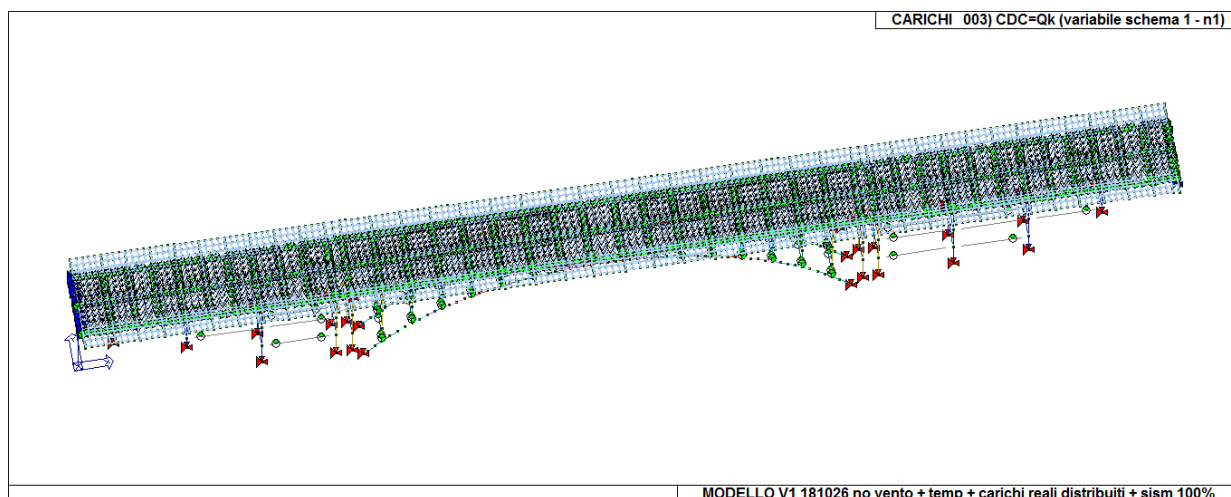 CARICHI 003) CDC=Qk (variabile schema 1 - n1)
MODELLO V1 181026 no vento + temp + carichi reali distribuiti + sism 100%